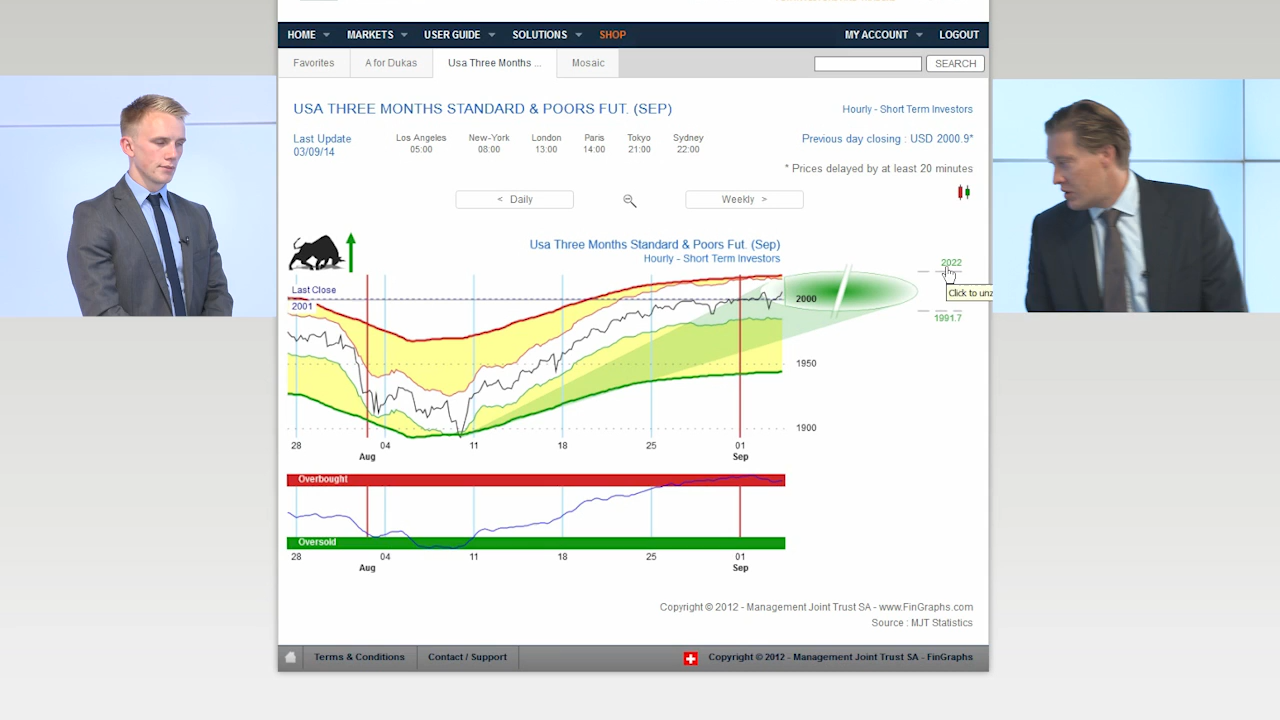 HOME MARKETS USER GUIDE SOLUTIONS SHOP MY ACCOUNT LOGOUT
Favorites A for Dukas Usa Three Months ... Mosaic SEARCH
USA THREE MONTHS STANDARD & POORS FUT. (SEP) Hourly - Short Term Investors
Last Update Los Angeles New-York London Paris Tokyo Sydney Previous day closing : USD 2000.9*
03/09/14 05:00 08:00 13:00 14:00 21:00 22:00
* Prices delayed by at least 20 minutes
< Daily Weekly >
Usa Three Months Standard & Poors Fut. (Sep)
Hourly - Short Term Investors
2022
Last Close
Click to unz
2001 2000
1991.7
1950
1900
28 04 11 18 25 01
Aug Sep
Overbought
Oversold
28 04 11 18 25 01
Aug Sep
Copyright © 2012 - Management Joint Trust SA - www.FinGraphs.com
Source : MJT Statistics
Terms & Conditions Contact / Support Copyright © 2012 - Management Joint Trust SA - FinGraphs